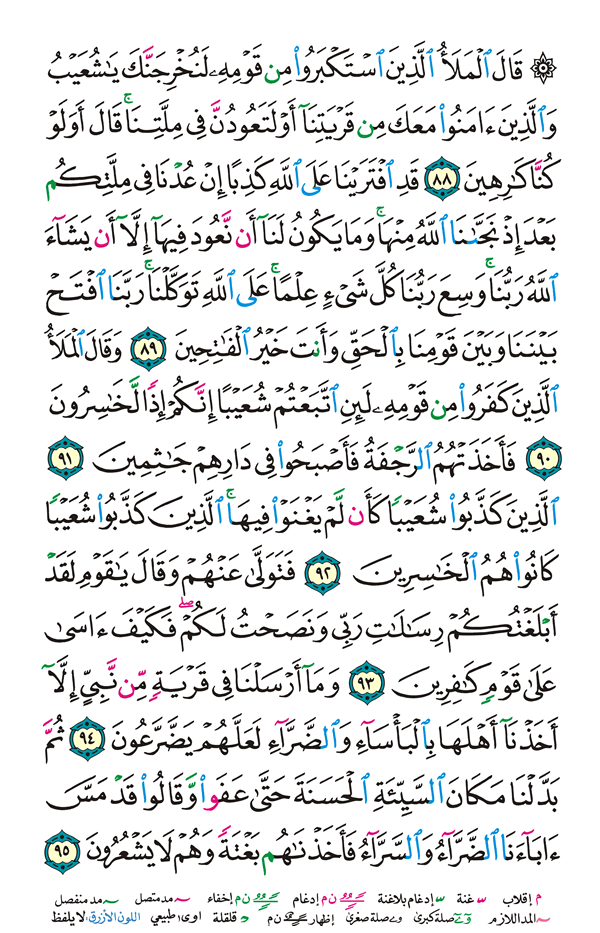 ۞ قَالَ ٱلْمَلَأُ ٱلَّذِينَ ٱسْتَكْبَرُوا۟ مِن قَوْمِهِۦ لَنُخْرِجَنَّكَ يَـٰشُعَيْبُ
وَٱلَّذِينَ ءَامَنُوا۟ مَعَكَ مِن قَرْيَتِنَآ أَوْ لَتَعُودُنَّ فِى مِلَّتِنَا ۚ قَالَ أَوَلَوْ
كُنَّا كَـٰرِهِينَ ٨٨ قَدِ ٱفْتَرَيْنَا عَلَى ٱللَّهِ كَذِبًا إِنْ عُدْنَا فِى مِلَّتِكُم
بَعْدَ إِذْ نَجَّىٰنَا ٱللَّهُ مِنْهَا ۚ وَمَا يَكُونُ لَنَآ أَن نَّعُودَ فِيهَآ إِلَّآ أَن يَشَآءَ
ٱللَّهُ رَبُّنَا ۚ وَسِعَ رَبُّنَا كُلَّ شَىْءٍ عِلْمًا ۚ عَلَى ٱللَّهِ تَوَكَّلْنَا ۚ رَبَّنَا ٱفْتَحْ
بَيْنَنَا وَبَيْنَ قَوْمِنَا بِٱلْحَقِّ وَأَنتَ خَيْرُ ٱلْفَـٰتِحِينَ ٨٩ وَقَالَ ٱلْمَلَأُ
ٱلَّذِينَ كَفَرُوا۟ مِن قَوْمِهِۦ لَئِنِ ٱتَّبَعْتُمْ شُعَيْبًا إِنَّكُمْ إِذًا لَّخَـٰسِرُونَ
٩٠ فَأَخَذَتْهُمُ ٱلرَّجْفَةُ فَأَصْبَحُوا۟ فِى دَارِهِمْ جَـٰثِمِينَ ٩١
ٱلَّذِينَ كَذَّبُوا۟ شُعَيْبًا كَأَن لَّمْ يَغْنَوْا۟ فِيهَا ۚ ٱلَّذِينَ كَذَّبُوا۟ شُعَيْبًا
كَانُوا۟ هُمُ ٱلْخَـٰسِرِينَ ٩٢ فَتَوَلَّىٰ عَنْهُمْ وَقَالَ يَـٰقَوْمِ لَقَدْ
أَبْلَغْتُكُمْ رِسَـٰلَـٰتِ رَبِّى وَنَصَحْتُ لَكُمْ ۖ فَكَيْفَ ءَاسَىٰ
عَلَىٰ قَوْمٍ كَـٰفِرِينَ ٩٣ وَمَآ أَرْسَلْنَا فِى قَرْيَةٍ مِّن نَّبِىٍّ إِلَّآ
أَخَذْنَآ أَهْلَهَا بِٱلْبَأْسَآءِ وَٱلضَّرَّآءِ لَعَلَّهُمْ يَضَّرَّعُونَ ٩٤ ثُمَّ
بَدَّلْنَا مَكَانَ ٱلسَّيِّئَةِ ٱلْحَسَنَةَ حَتَّىٰ عَفَوا۟ وَّقَالُوا۟ قَدْ مَسَّ
ءَابَآءَنَا ٱلضَّرَّآءُ وَٱلسَّرَّآءُ فَأَخَذْنَـٰهُم بَغْتَةً وَهُمْ لَا يَشْعُرُونَ ٩٥
م إقلاب غنة إدغام بلاغنة ن م إدغام ن م إخفاء مد متصل مد منفصل
المد اللازم صلة كبرى صلة صغرى إظهار ن م قلقلة اوى: طبيعي اللون الأزرق: لا يلفظ